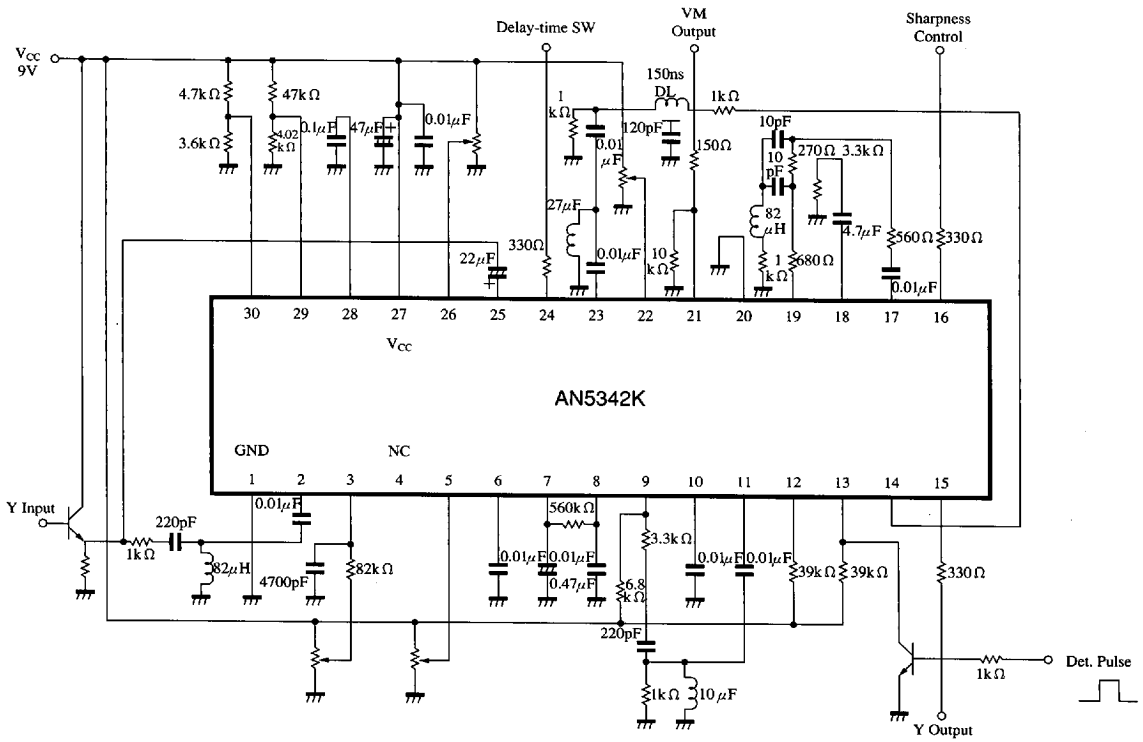 Delay-time SW
VM
Output
Sharpness
Control
VCC
9V
4.7kΩ
47kΩ
3.6kΩ
4.02
kΩ
0.1μF
47μF
+
0.01μF
1
kΩ
0.01
μF
150ns
DL
120pF
1kΩ
150Ω
10pF
10
pF
270Ω
3.3kΩ
82
μH
4.7μF
560Ω
330Ω
27μF
330Ω
22μF
+
0.01μF
10
kΩ
1
kΩ
680Ω
0.01μF
30
29
28
27
26
25
24
23
22
21
20
19
18
17
16
VCC
AN5342K
GND
NC
1
2
3
4
5
6
7
8
9
10
11
12
13
14
15
Y Input
1kΩ
220pF
82μH
0.01μF
4700pF
82kΩ
0.01μF
560kΩ
0.01μF
0.47μF
3.3kΩ
6.8
kΩ
220pF
1kΩ
10μF
0.01μF
0.01μF
39kΩ
39kΩ
330Ω
1kΩ
Det. Pulse
Y Output